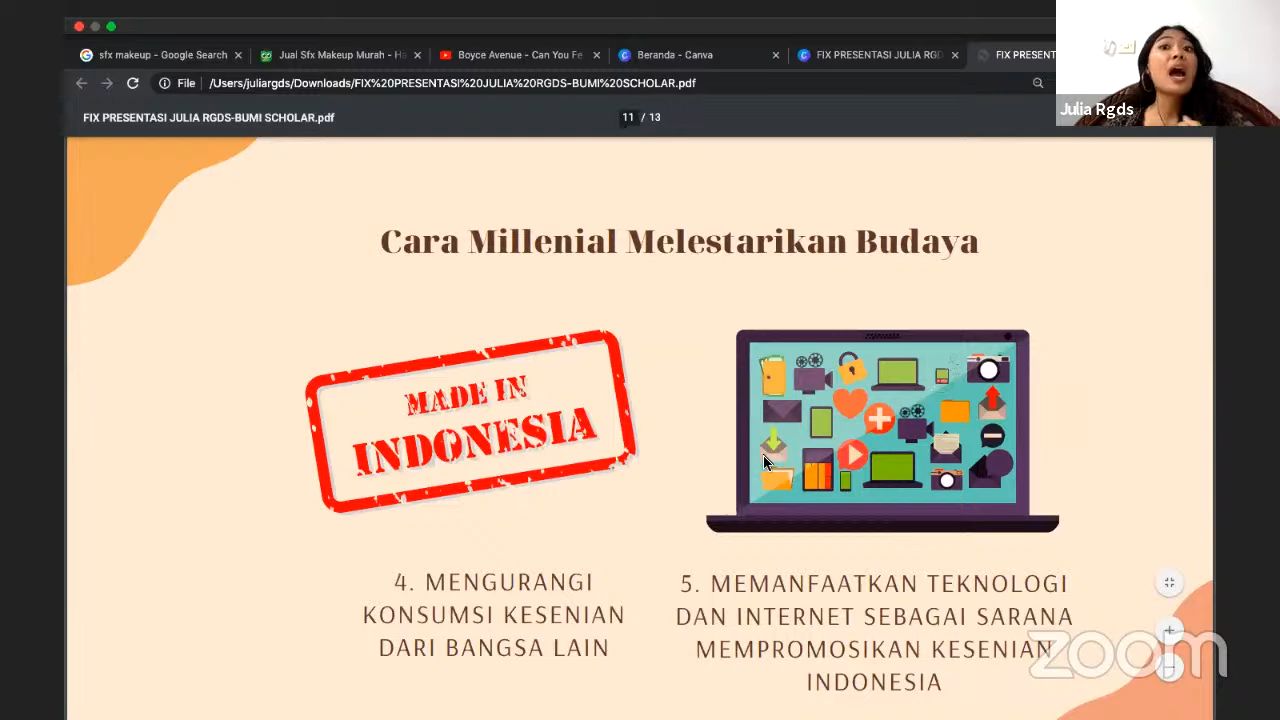 sfx makeup - Google Search
Jual Sfx Makeup Murah - Ha
Boyce Avenue - Can You Fe
Beranda - Canva
FIX PRESENTASI JULIA RGD
FIX PRESENT
File
/Users/juliargds/Downloads/FIX%20PRESENTASI%20JULIA%20RGDS-BUMI%20SCHOLAR.pdf
Julia Rgds
FIX PRESENTASI JULIA RGDS-BUMI SCHOLAR.pdf
11 / 13
Cara Millenial Melestarikan Budaya
MADE IN
INDONESIA
4. MENGURANGI
KONSUMSI KESENIAN
DARI BANGSA LAIN
5. MEMANFAATKAN TEKNOLOGI
DAN INTERNET SEBAGAI SARANA
MEMPROMOSIKAN KESENIAN
INDONESIA
zoom